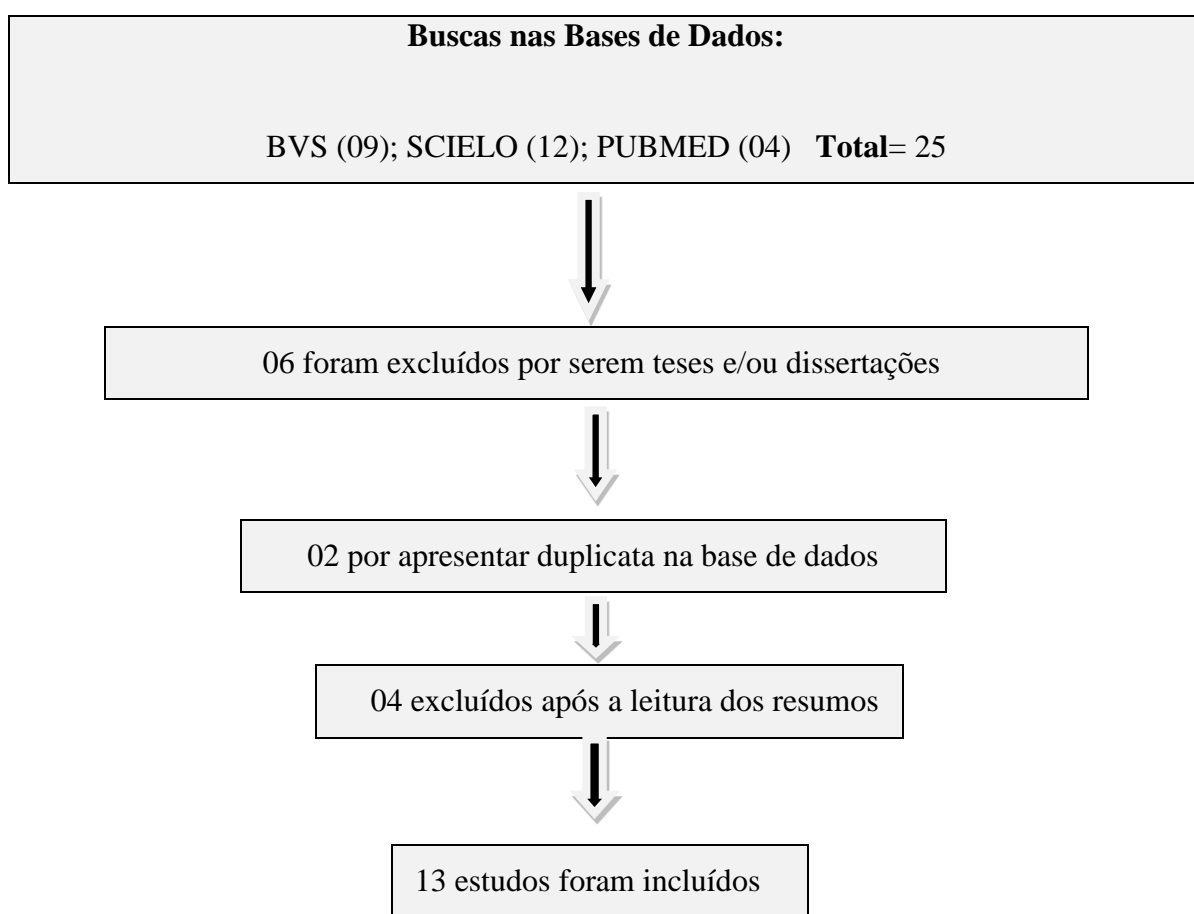 Buscas nas Bases de Dados:
BVS (09); SCIELO (12); PUBMED (04) Total= 25
06 foram excluídos por serem teses e/ou dissertações
02 por apresentar duplicata na base de dados
04 excluídos após a leitura dos resumos
13 estudos foram incluídos